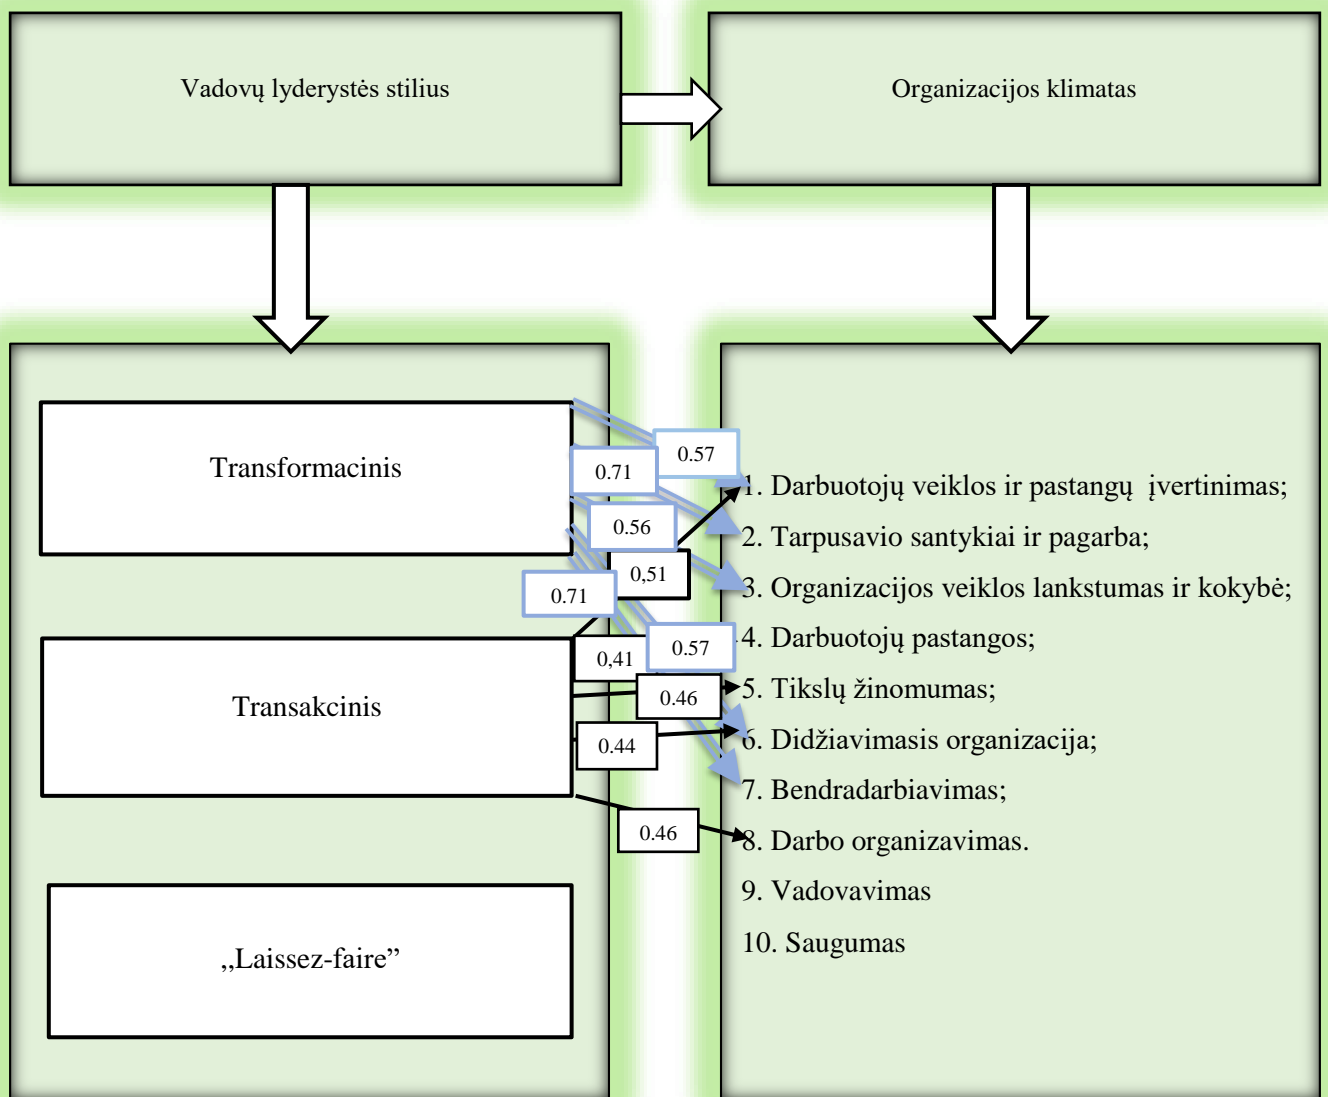 Vadovų lyderystės stilius
Organizacijos klimatas
Transformacinis
Transakcinis
„Laissez-faire”
0.57
0.71
0.56
0,51
0.71
0.57
0,41
0.46
0.44
0.46
1. Darbuotojų veiklos ir pastangų įvertinimas;
2. Tarpusavio santykiai ir pagarba;
3. Organizacijos veiklos lankstumas ir kokybė;
4. Darbuotojų pastangos;
5. Tikslų žinomumas;
6. Didžiavimasis organizacija;
7. Bendradarbiavimas;
8. Darbo organizavimas.
9. Vadovavimas
10. Saugumas